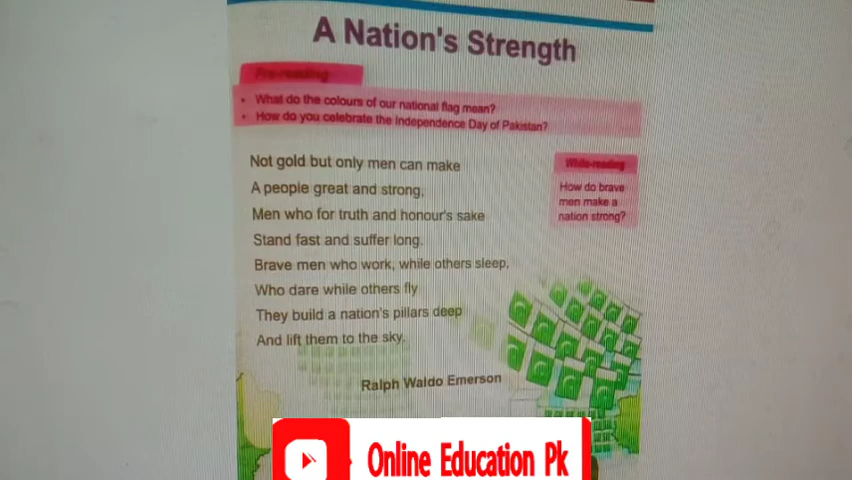 A Nation's Strength
Pre-reading
• What do the colours of our national flag mean?
• How do you celebrate the Independence Day of Pakistan?
Not gold but only men can make
A people great and strong,
Men who for truth and honour's sake
Stand fast and suffer long.
Brave men who work, while others sleep,
Who dare while others fly
They build a nation's pillars deep
And lift them to the sky.
Ralph Waldo Emerson
While-reading
How do brave
men make a
nation strong?
Online Education Pk